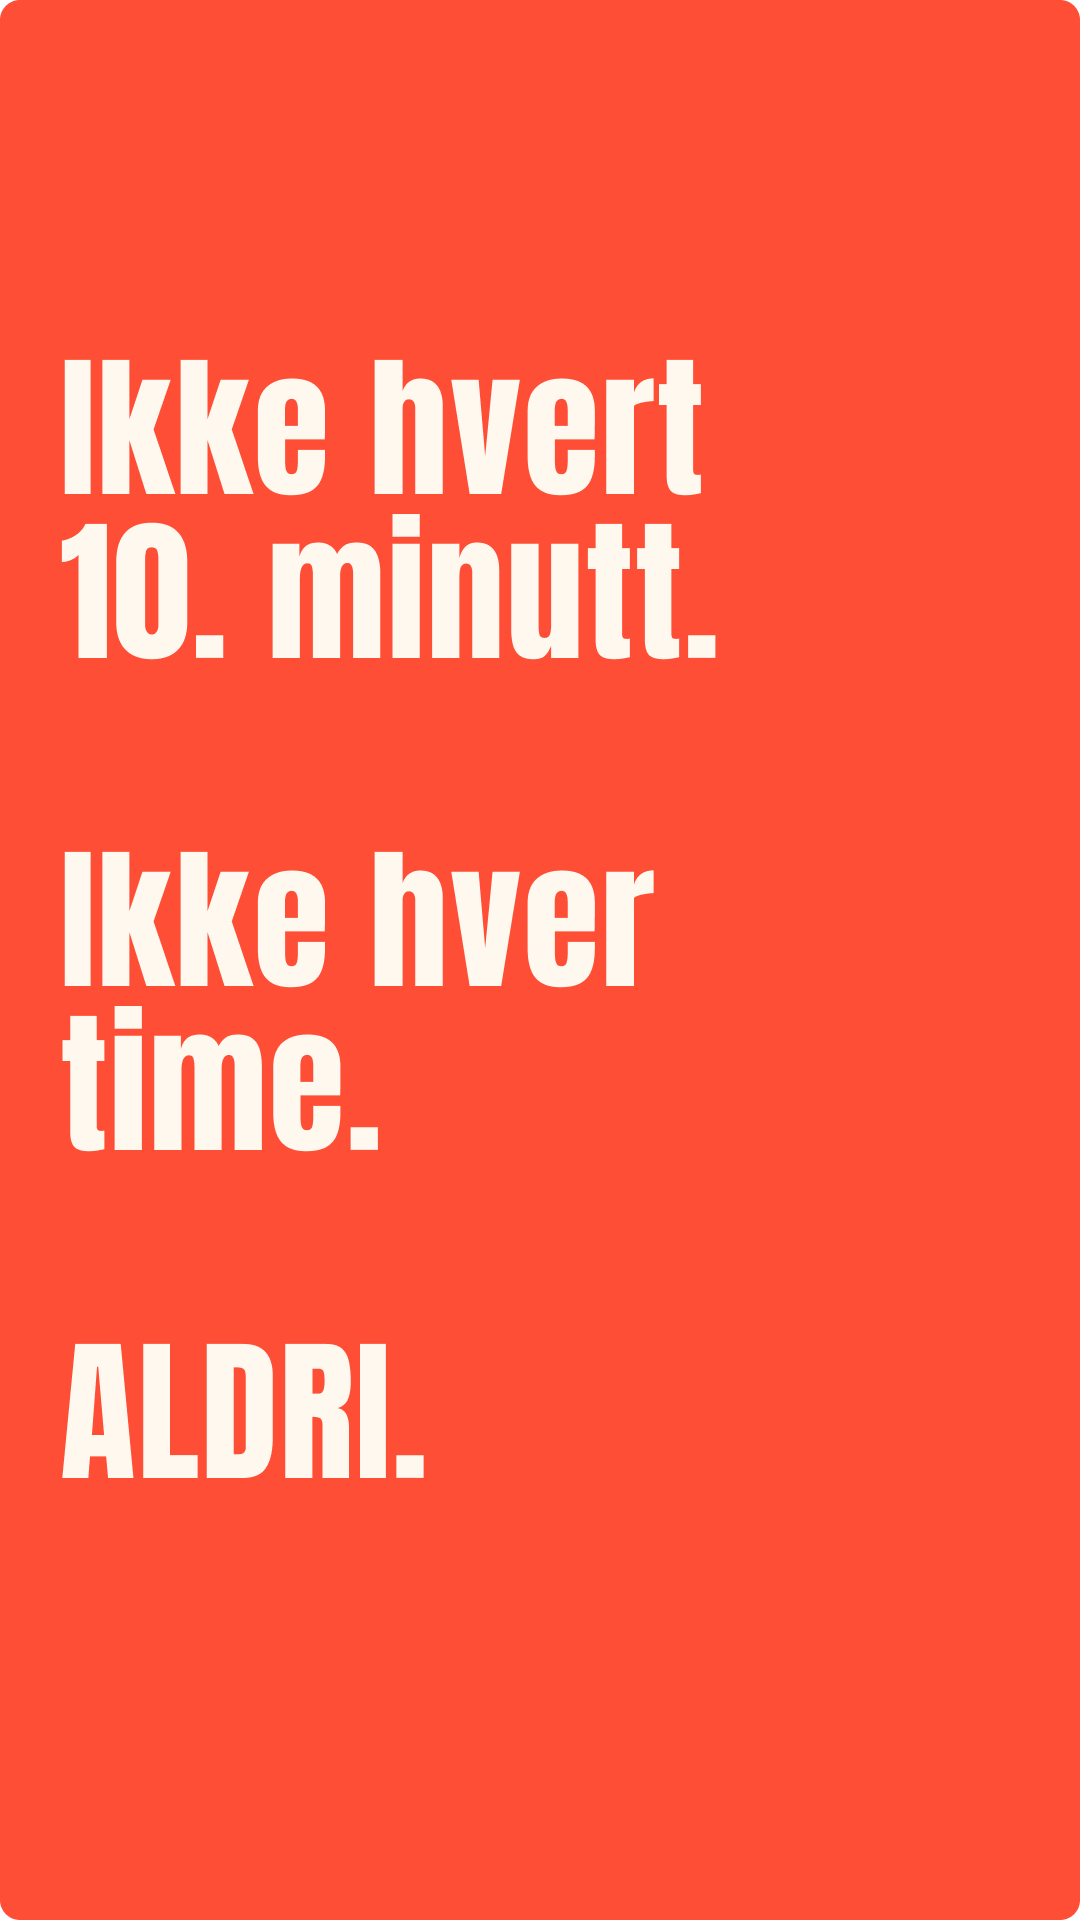 Ikke hvert
10. minutt.
Ikke hver
time.
ALDRI.